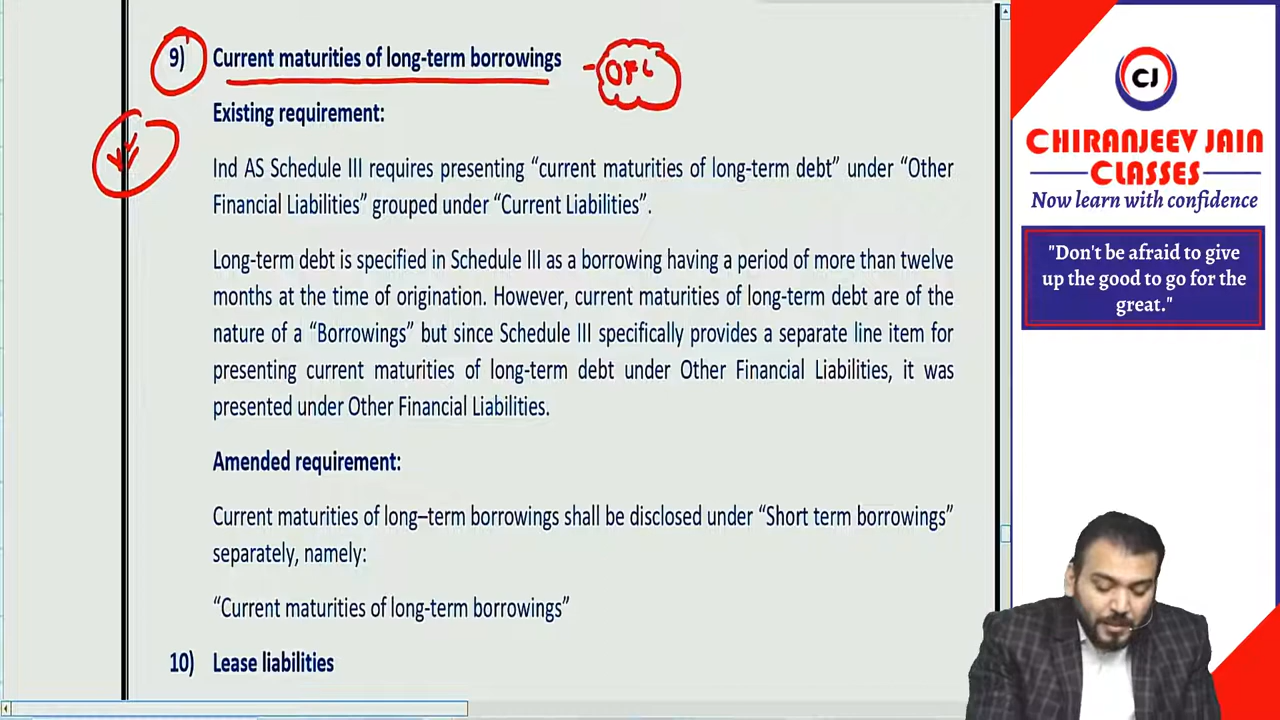 9) Current maturities of long-term borrowings
Existing requirement:
Ind AS Schedule III requires presenting “current maturities of long-term debt” under “Other
Financial Liabilities” grouped under “Current Liabilities”.
Long-term debt is specified in Schedule III as a borrowing having a period of more than twelve
months at the time of origination. However, current maturities of long-term debt are of the
nature of a “Borrowings” but since Schedule III specifically provides a separate line item for
presenting current maturities of long-term debt under Other Financial Liabilities, it was
presented under Other Financial Liabilities.
Amended requirement:
Current maturities of long–term borrowings shall be disclosed under “Short term borrowings”
separately, namely:
“Current maturities of long-term borrowings”
10) Lease liabilities
CJ
CHIRANJEEV JAIN
CLASSES
Now learn with confidence
"Don't be afraid to give
up the good to go for the
great."